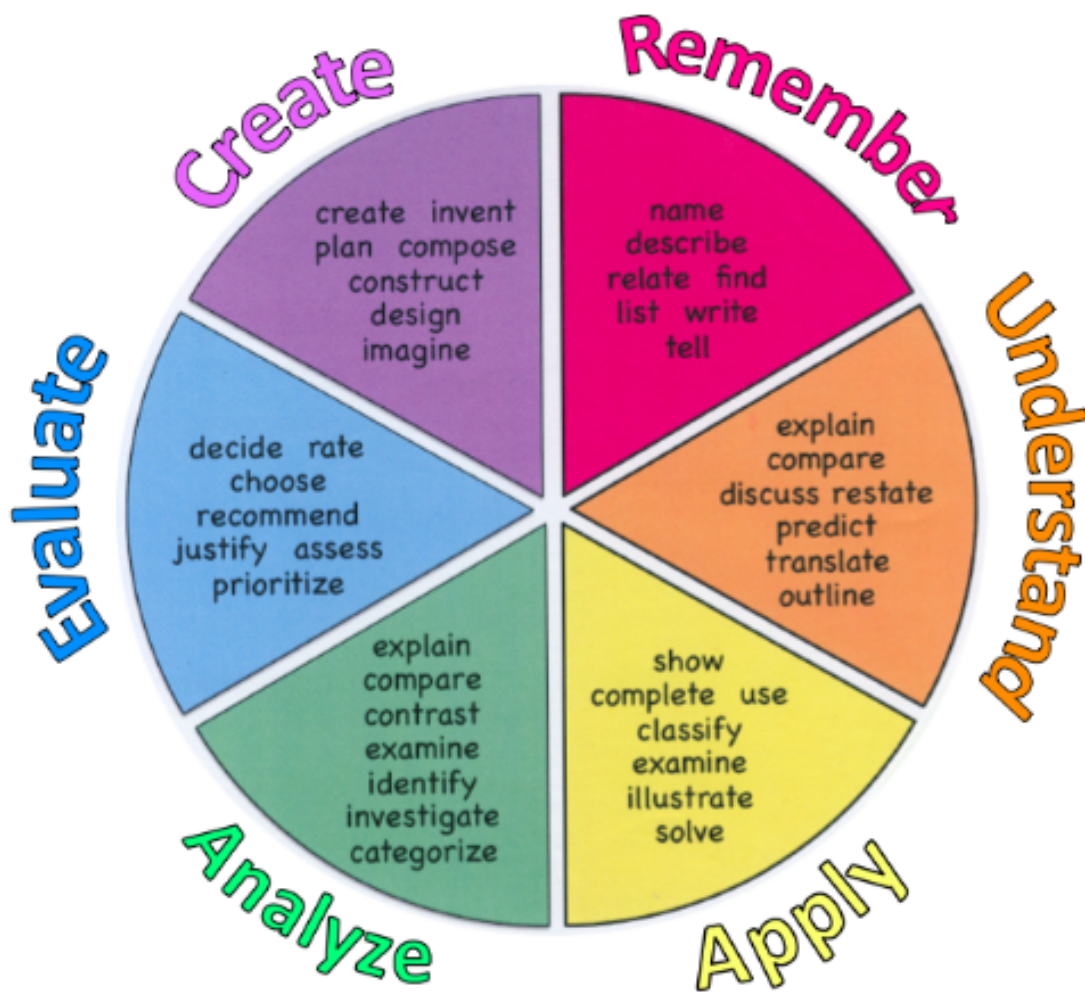 Remember
name
describe
relate find
list write
tell
Understand
explain
compare
discuss restate
predict
translate
outline
Apply
show
complete use
classify
examine
illustrate
solve
Analyze
explain
compare
contrast
examine
identify
investigate
categorize
Evaluate
decide rate
choose
recommend
justify assess
prioritize
Create
create invent
plan compose
construct
design
imagine